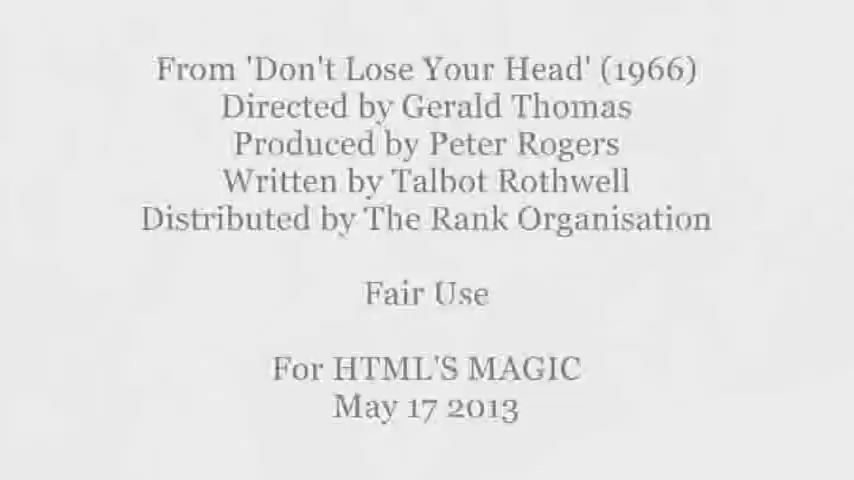 From 'Don't Lose Your Head' (1966)
Directed by Gerald Thomas
Produced by Peter Rogers
Written by Talbot Rothwell
Distributed by The Rank Organisation
Fair Use
For HTML'S MAGIC
May 17 2013